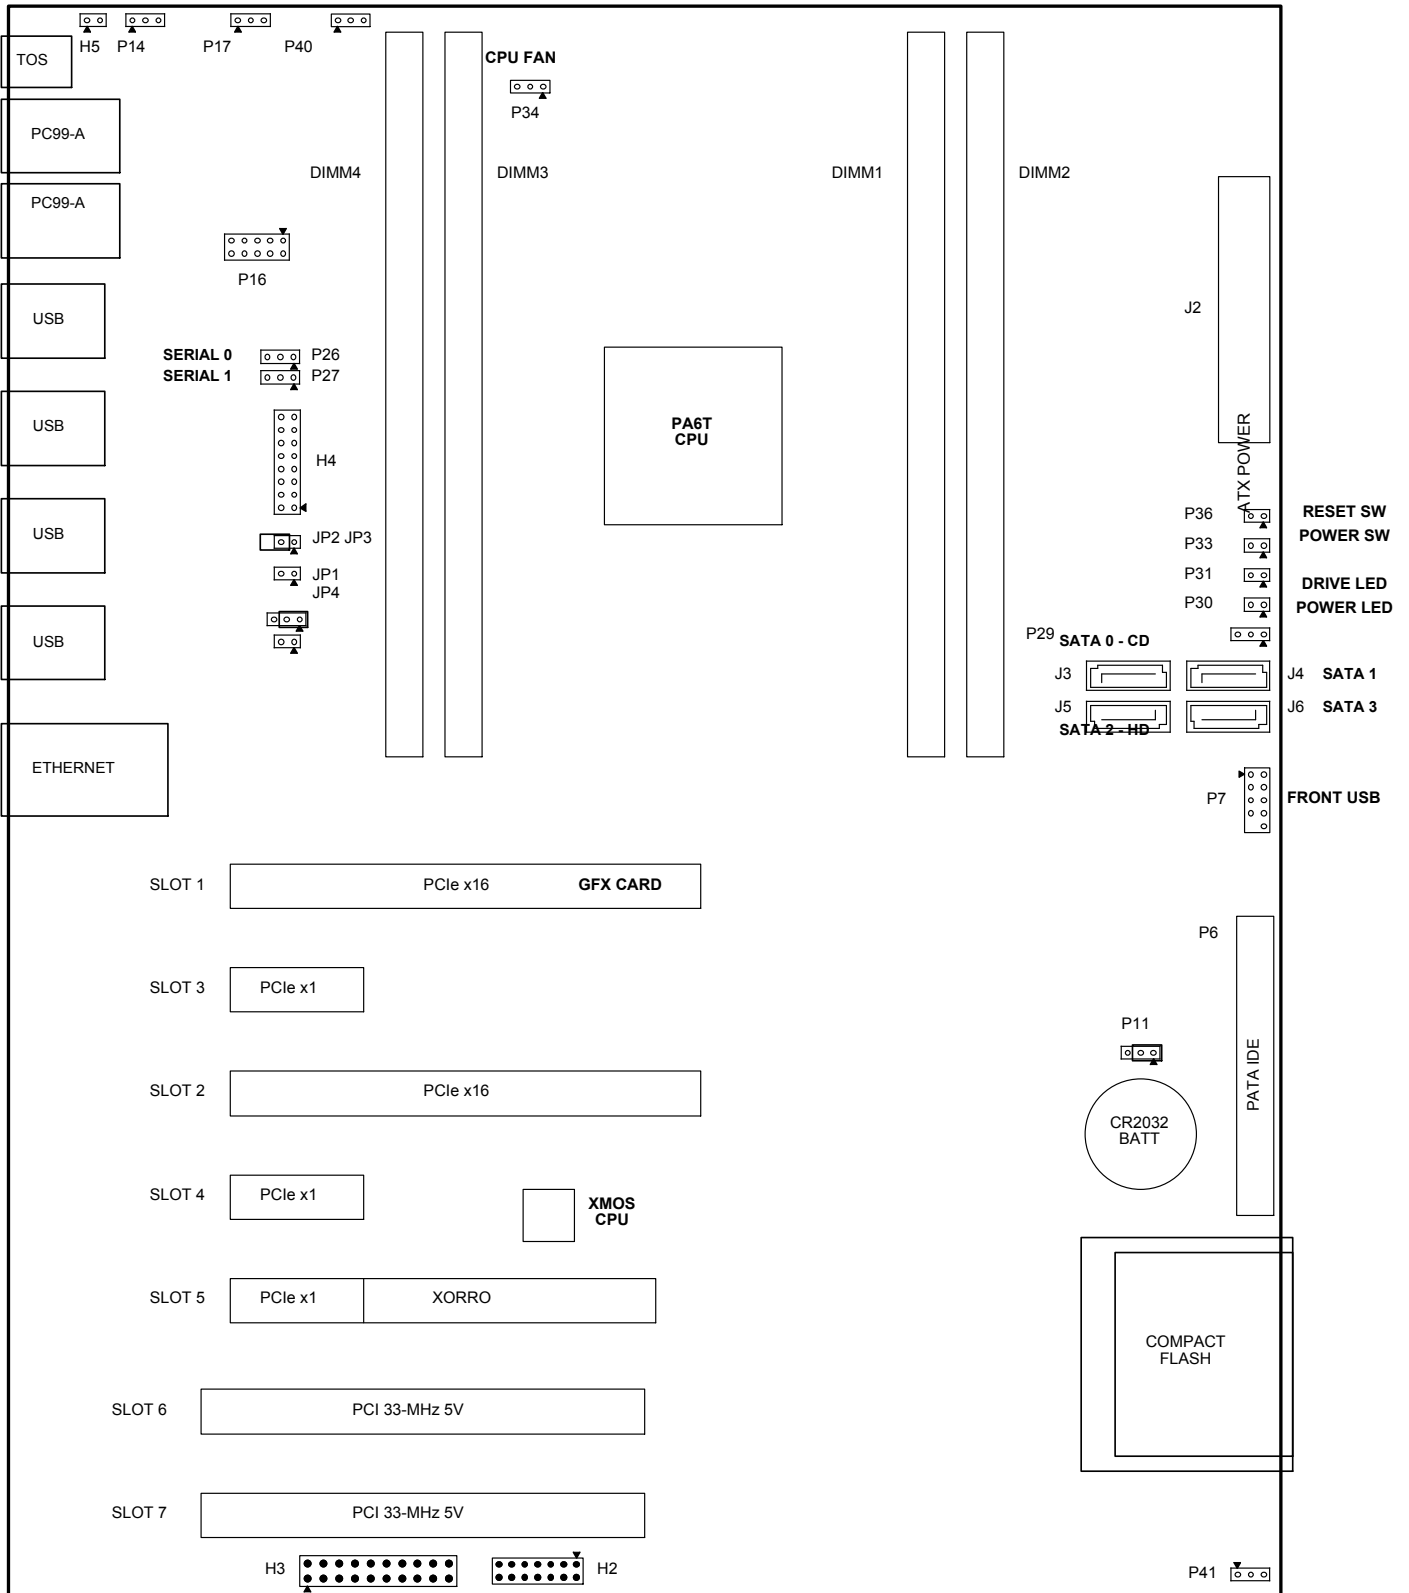 H5 P14 P17 P40
TOS
CPU FAN
P34
PC99-A
DIMM4 DIMM3 DIMM1 DIMM2
PC99-A
P16
J2
USB
SERIAL 0 P26
SERIAL 1 P27
PA6T
CPU
USB
H4
ATX POWER
P36 RESET SW
P33 POWER SW
USB
JP2 JP3
JP1
JP4
P31 DRIVE LED
P30 POWER LED
USB
P29 SATA 0 - CD
J3 J4 SATA 1
J5 J6 SATA 3
SATA 2 - HD
ETHERNET
P7 FRONT USB
SLOT 1 PCIe x16 GFX CARD
P6
SLOT 3 PCIe x1
P11
PATA IDE
SLOT 2 PCIe x16
CR2032
BATT
SLOT 4 PCIe x1
XMOS
CPU
SLOT 5 PCIe x1 XORRO
COMPACT
FLASH
SLOT 6 PCI 33-MHz 5V
SLOT 7 PCI 33-MHz 5V
H3 H2 P41